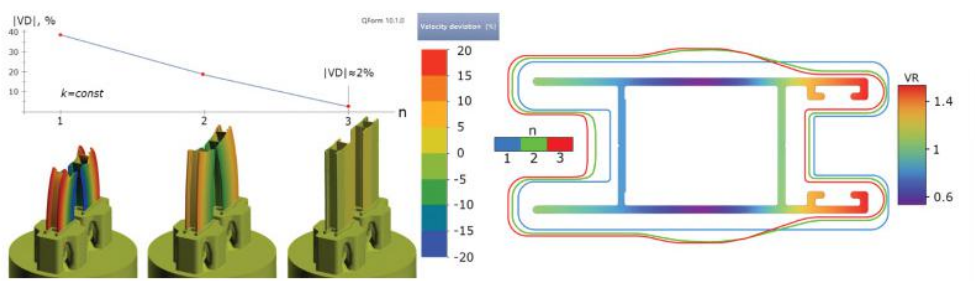 |VD|, %
QForm 10.1.0
40
30
20
10
|VD|≈2%
k=const
1
2
3
n
Velocity deviation [%]
20
15
10
5
0
-5
-10
-15
-20
n
1 2 3
VR
1.4
1
0.6